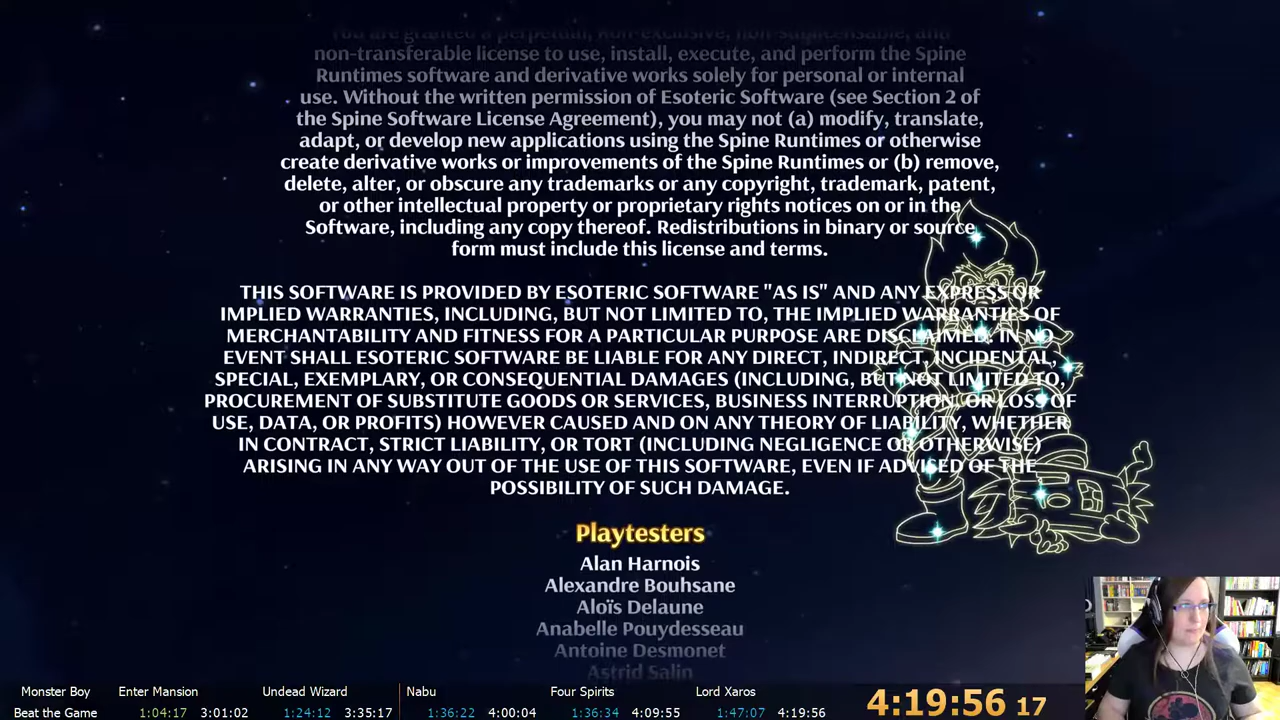 You are granted a perpetual, non-exclusive, non-sublicensable, and
non-transferable license to use, install, execute, and perform the Spine
Runtimes software and derivative works solely for personal or internal
use. Without the written permission of Esoteric Software (see Section 2 of
the Spine Software License Agreement), you may not (a) modify, translate,
adapt, or develop new applications using the Spine Runtimes or otherwise
create derivative works or improvements of the Spine Runtimes or (b) remove,
delete, alter, or obscure any trademarks or any copyright, trademark, patent,
or other intellectual property or proprietary rights notices on or in the
Software, including any copy thereof. Redistributions in binary or source
form must include this license and terms.
THIS SOFTWARE IS PROVIDED BY ESOTERIC SOFTWARE "AS IS" AND ANY EXPRESS OR
IMPLIED WARRANTIES, INCLUDING, BUT NOT LIMITED TO, THE IMPLIED WARRANTIES OF
MERCHANTABILITY AND FITNESS FOR A PARTICULAR PURPOSE ARE DISCLAIMED. IN NO
EVENT SHALL ESOTERIC SOFTWARE BE LIABLE FOR ANY DIRECT, INDIRECT, INCIDENTAL,
SPECIAL, EXEMPLARY, OR CONSEQUENTIAL DAMAGES (INCLUDING, BUT NOT LIMITED TO,
PROCUREMENT OF SUBSTITUTE GOODS OR SERVICES, BUSINESS INTERRUPTION, OR LOSS OF
USE, DATA, OR PROFITS) HOWEVER CAUSED AND ON ANY THEORY OF LIABILITY, WHETHER
IN CONTRACT, STRICT LIABILITY, OR TORT (INCLUDING NEGLIGENCE OR OTHERWISE)
ARISING IN ANY WAY OUT OF THE USE OF THIS SOFTWARE, EVEN IF ADVISED OF THE
POSSIBILITY OF SUCH DAMAGE.
Playtesters
Alan Harnois
Alexandre Bouhsane
Aloïs Delaune
Anabelle Pouydesseau
Antoine Desmonet
Astrid Salin
Monster Boy Enter Mansion Undead Wizard Nabu Four Spirits Lord Xaros
Beat the Game 1:04:17 3:01:02 1:24:12 3:35:17 1:36:22 4:00:04 1:36:34 4:09:55 1:47:07 4:19:56
4:19:56 17